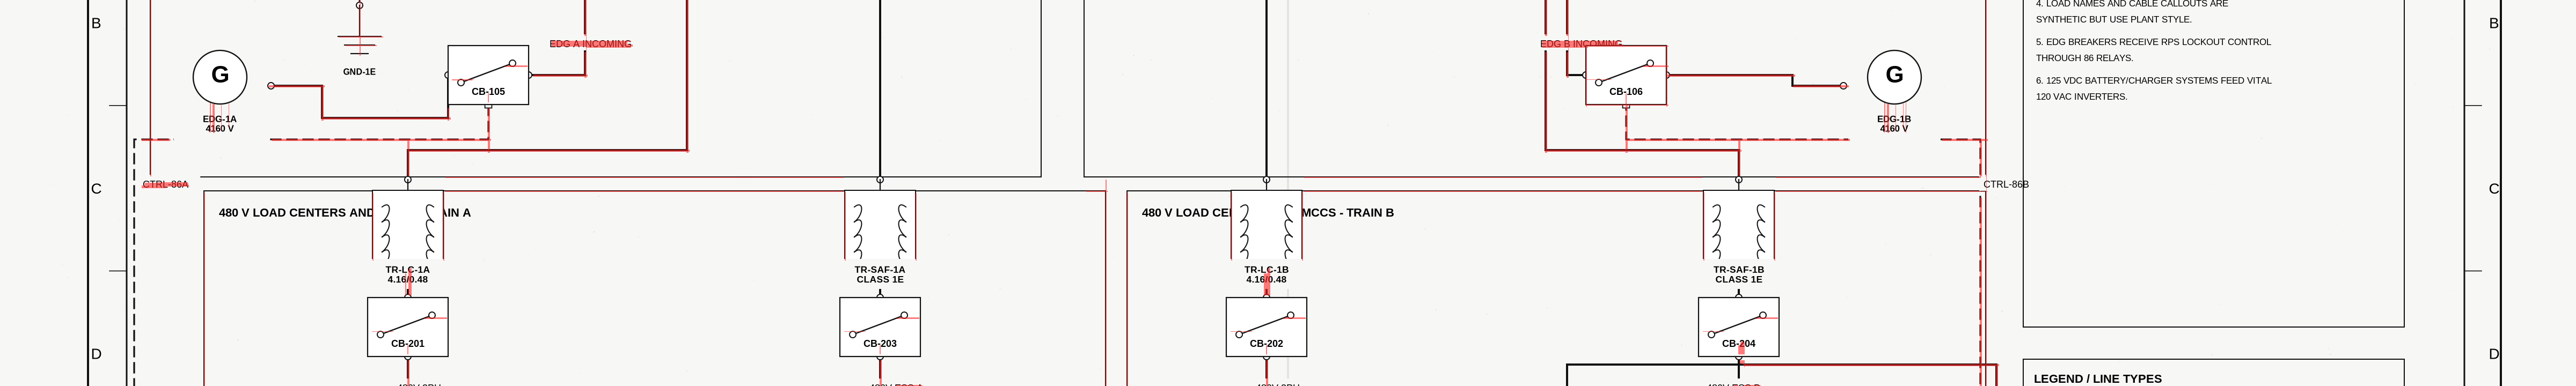 4. LOAD NAMES AND CABLE CALLOUTS ARE
SYNTHETIC BUT USE PLANT STYLE.
5. EDG BREAKERS RECEIVE RPS LOCKOUT CONTROL
THROUGH 86 RELAYS.
6. 125 VDC BATTERY/CHARGER SYSTEMS FEED VITAL
120 VAC INVERTERS.
B
B
EDG A INCOMING
EDG B INCOMING
GND-1E
G
G
CB-105
CB-106
EDG-1A
4160 V
EDG-1B
4160 V
C
CTRL-86A
CTRL-86B
C
480 V LOAD CENTERS AND AIN A
480 V LOAD CE MCCS - TRAIN B
TR-LC-1A
4.16/0.48
TR-SAF-1A
CLASS 1E
TR-LC-1B
4.16/0.48
TR-SAF-1B
CLASS 1E
CB-201
CB-203
CB-202
CB-204
D
D
LEGEND / LINE TYPES